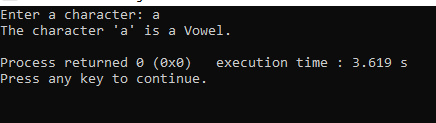 Enter a character: a
The character 'a' is a Vowel.
Process returned 0 (0x0)   execution time : 3.619 s
Press any key to continue.